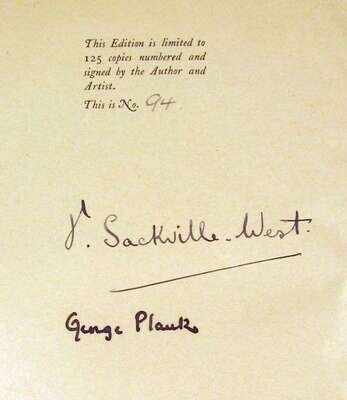 This Edition is limited to
125 copies numbered and
signed by the Author and
Artist.
This is No. 94
V. Sackville-West.
George Plank